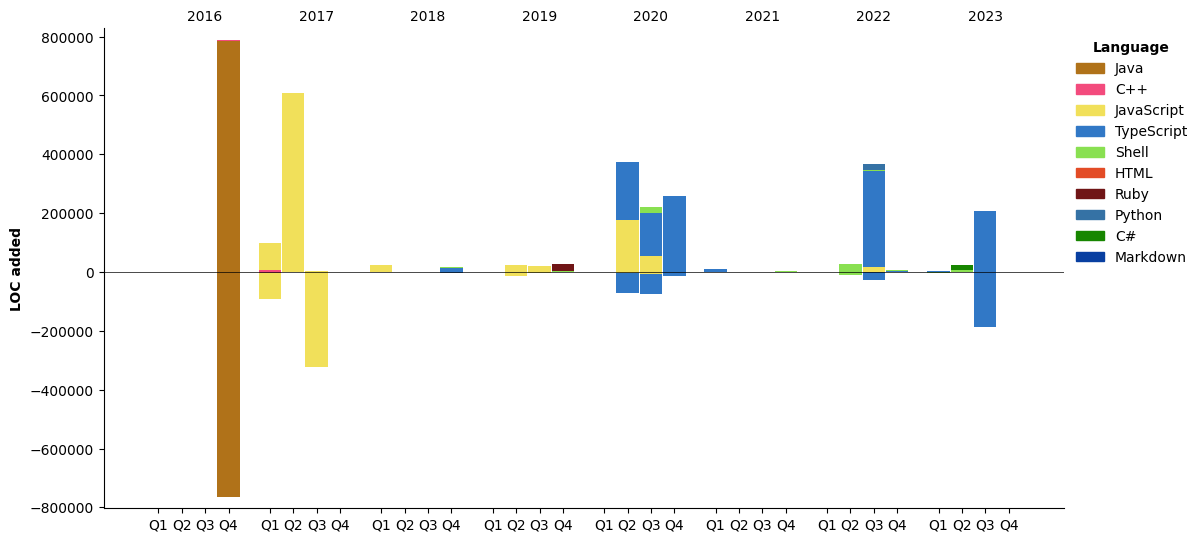 2016 2017 2018 2019 2020 2021 2022 2023
800000
600000
400000
200000
0
−200000
−400000
−600000
−800000
LOC added
Q1 Q2 Q3 Q4 Q1 Q2 Q3 Q4 Q1 Q2 Q3 Q4 Q1 Q2 Q3 Q4 Q1 Q2 Q3 Q4 Q1 Q2 Q3 Q4 Q1 Q2 Q3 Q4 Q1 Q2 Q3 Q4
Language
Java
C++
JavaScript
TypeScript
Shell
HTML
Ruby
Python
C#
Markdown